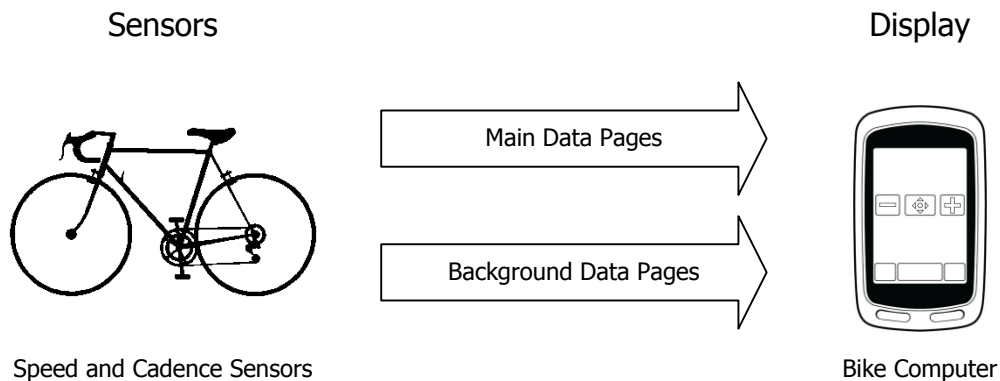 Sensors
Display
Main Data Pages
Background Data Pages
Speed and Cadence Sensors
Bike Computer